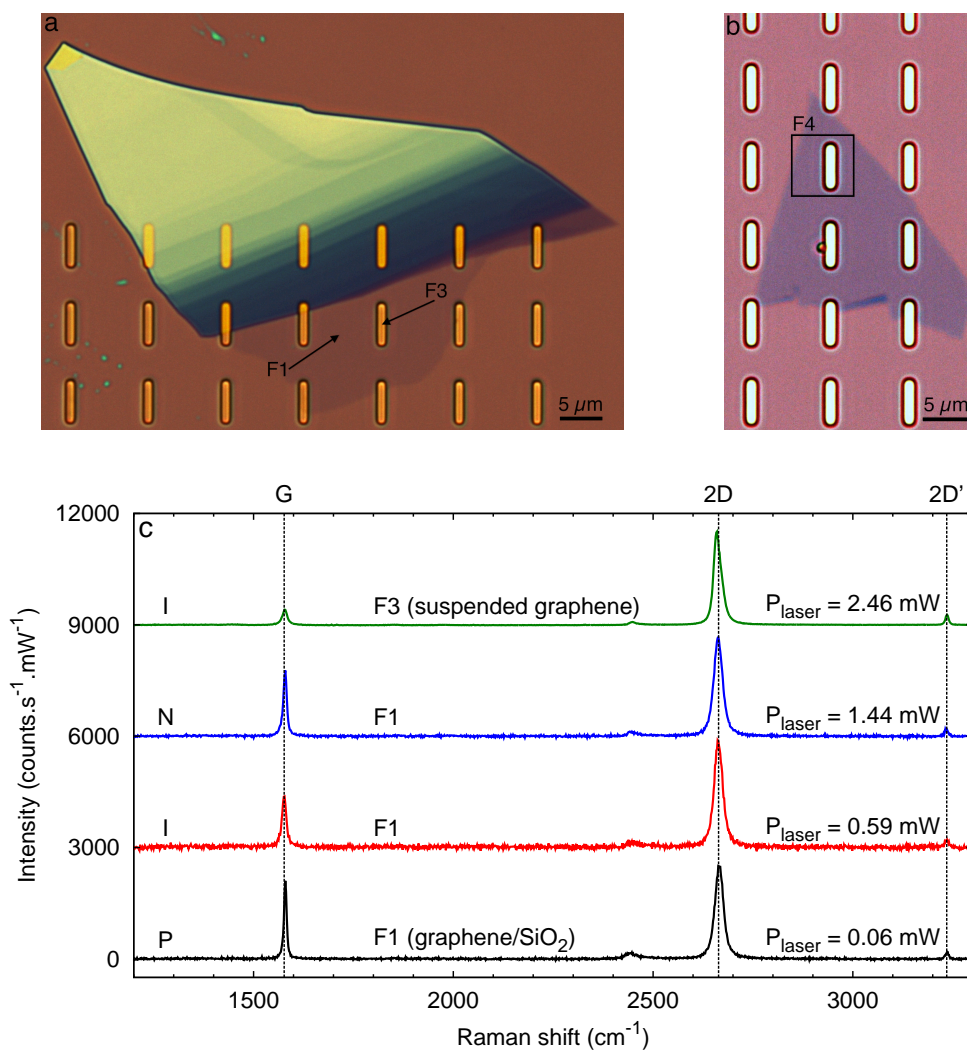 a
F3
F1
5 μm
b
F4
5 μm
G 2D 2D'
c
12000
9000
6000
3000
0
I F3 (suspended graphene) P_laser = 2.46 mW
N F1 P_laser = 1.44 mW
I F1 P_laser = 0.59 mW
P F1 (graphene/SiO₂) P_laser = 0.06 mW
Intensity (counts.s⁻¹.mW⁻¹)
1500 2000 2500 3000
Raman shift (cm⁻¹)